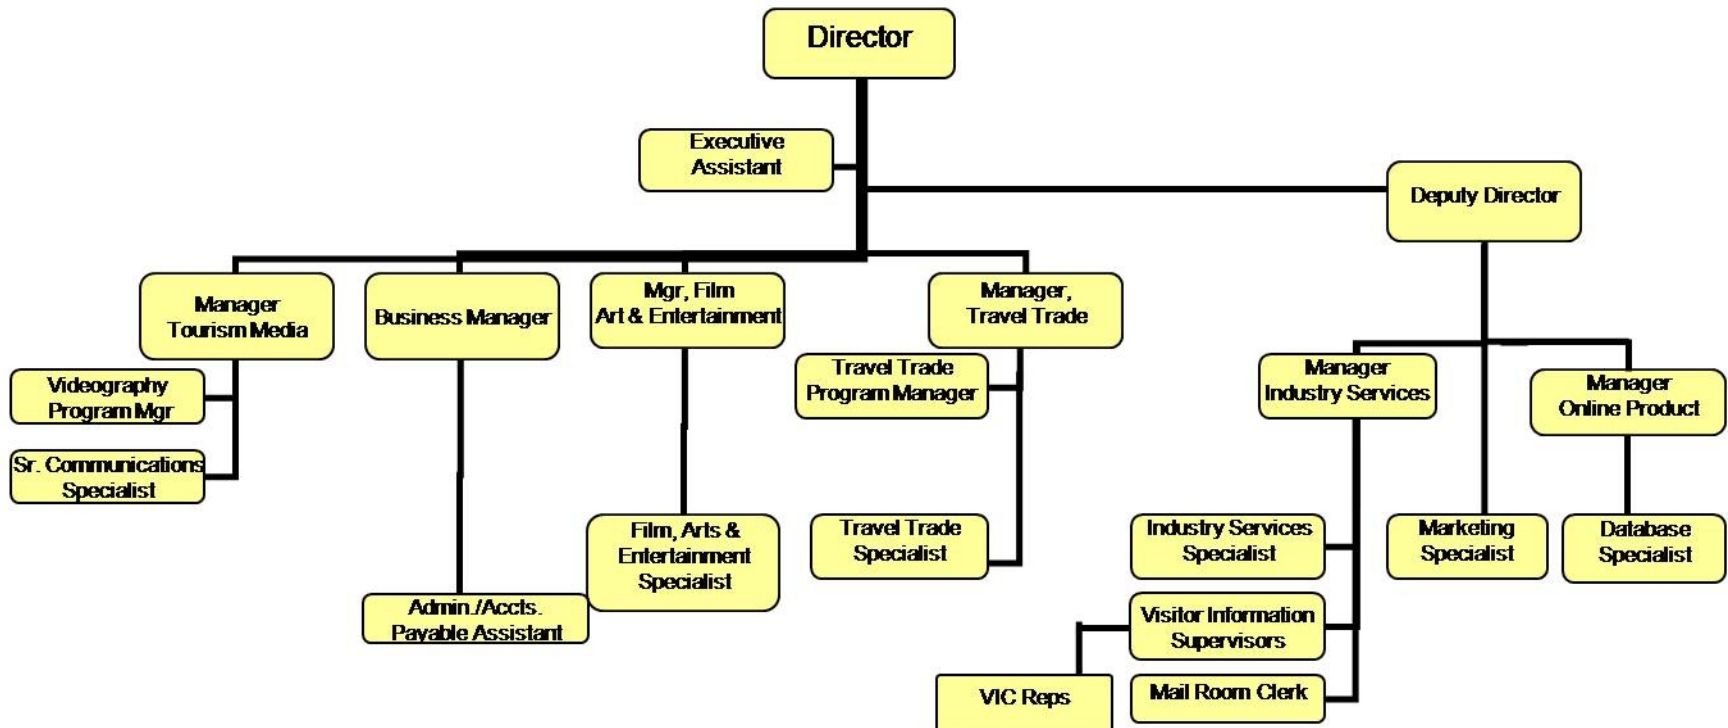 Director
Executive
Assistant
Deputy Director
Manager
Tourism Media
Business Manager
Mgr, Film
Art & Entertainment
Manager,
Travel Trade
Videography
Program Mgr
Travel Trade
Program Manager
Manager
Industry Services
Manager
Online Product
Sr. Communications
Specialist
Film, Arts &
Entertainment
Specialist
Travel Trade
Specialist
Industry Services
Specialist
Marketing
Specialist
Database
Specialist
Admin./Accts.
Payable Assistant
Visitor Information
Supervisors
VIC Reps
Mail Room Clerk